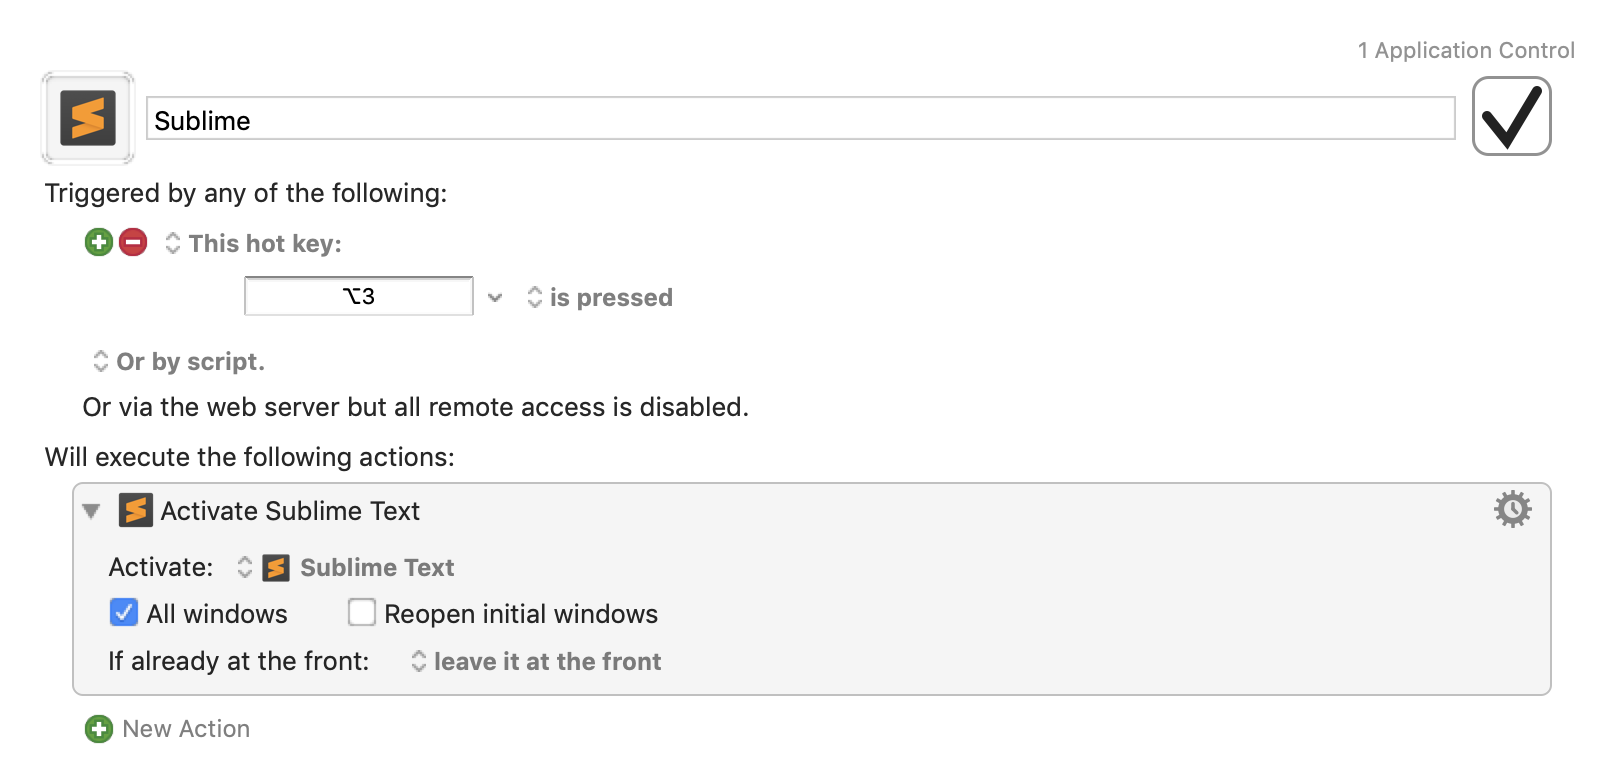 1 Application Control
Sublime
Triggered by any of the following:
This hot key:
⌥3 is pressed
Or by script.
Or via the web server but all remote access is disabled.
Will execute the following actions:
Activate Sublime Text
Activate: Sublime Text
All windows Reopen initial windows
If already at the front: leave it at the front
New Action